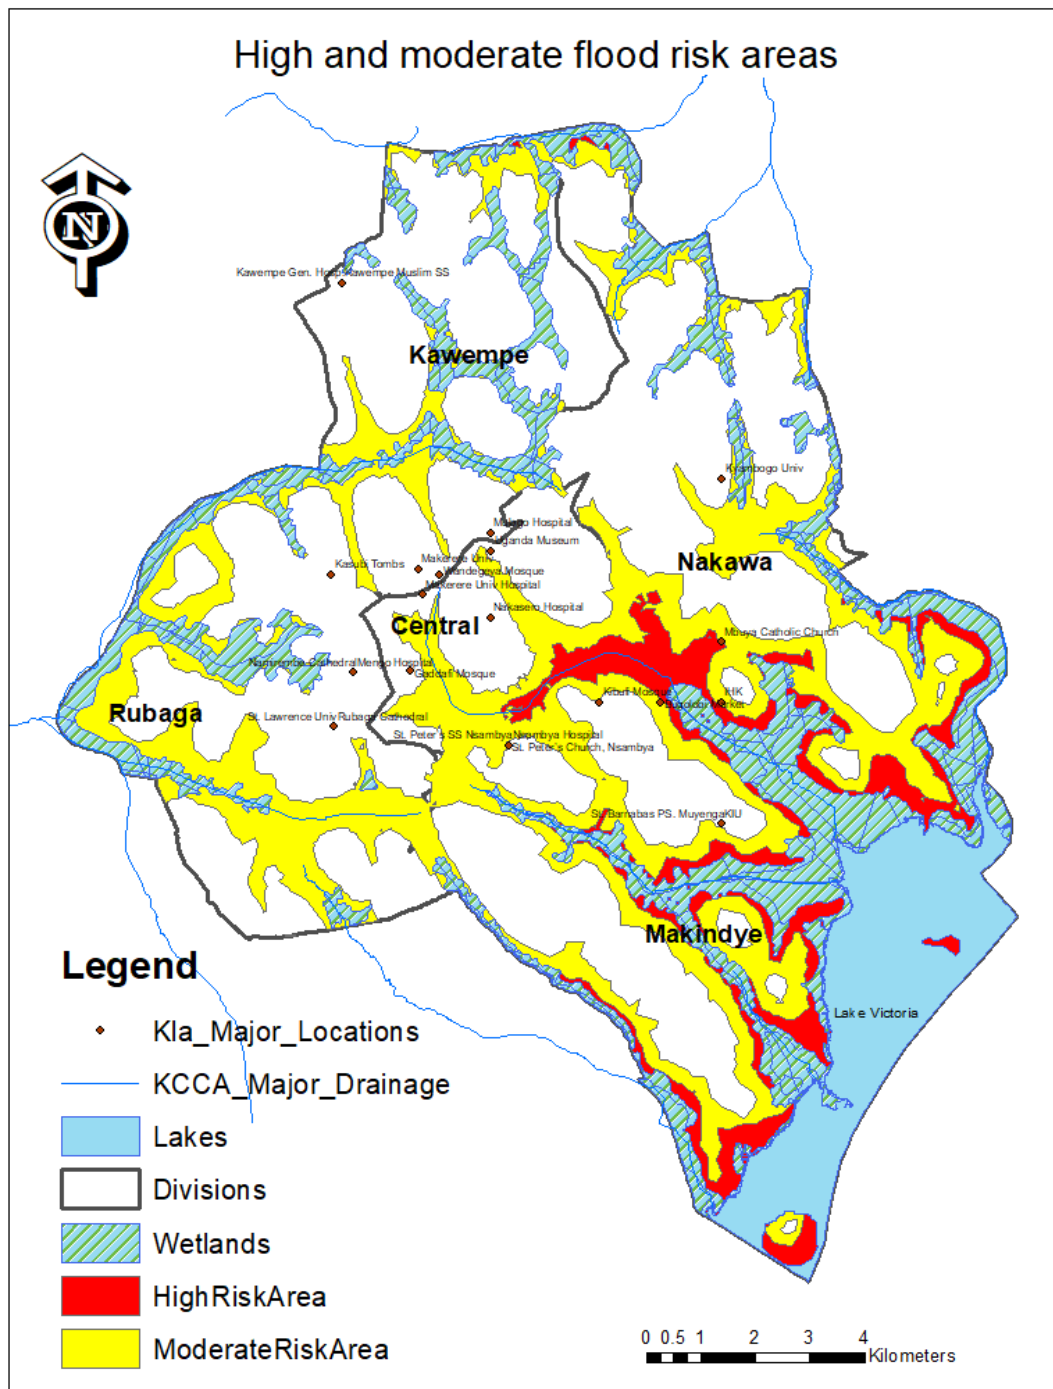 High and moderate flood risk areas
N
Kawempe Muslim SS
Kawempe Gen.
Kawempe
Kyambogo Univ
Mulago Hospital
Uganda Museum
Nakawa
Kasubi Tombs
Makerere Univ
Wandegeya Mosque
Makerere Univ Hospital
Nakasero Hospital
Central
Mbuya Catholic Church
Namirembe Cathedral
Mengo Hospital
Gaddafi Mosque
Kibuli Mosque
IHK
Market
Rubaga
St. Lawrence Univ
Rubaga Cathedral
St. Peter's SS Nsambya
Nsambya Hospital
St. Peter's Church, Nsambya
St. Barnabas PS. Muyenga
KIU
Makindye
Lake Victoria
Legend
Kla_Major_Locations
KCCA_Major_Drainage
Lakes
Divisions
Wetlands
HighRiskArea
ModerateRiskArea
0 0.5 1 2 3 4
Kilometers